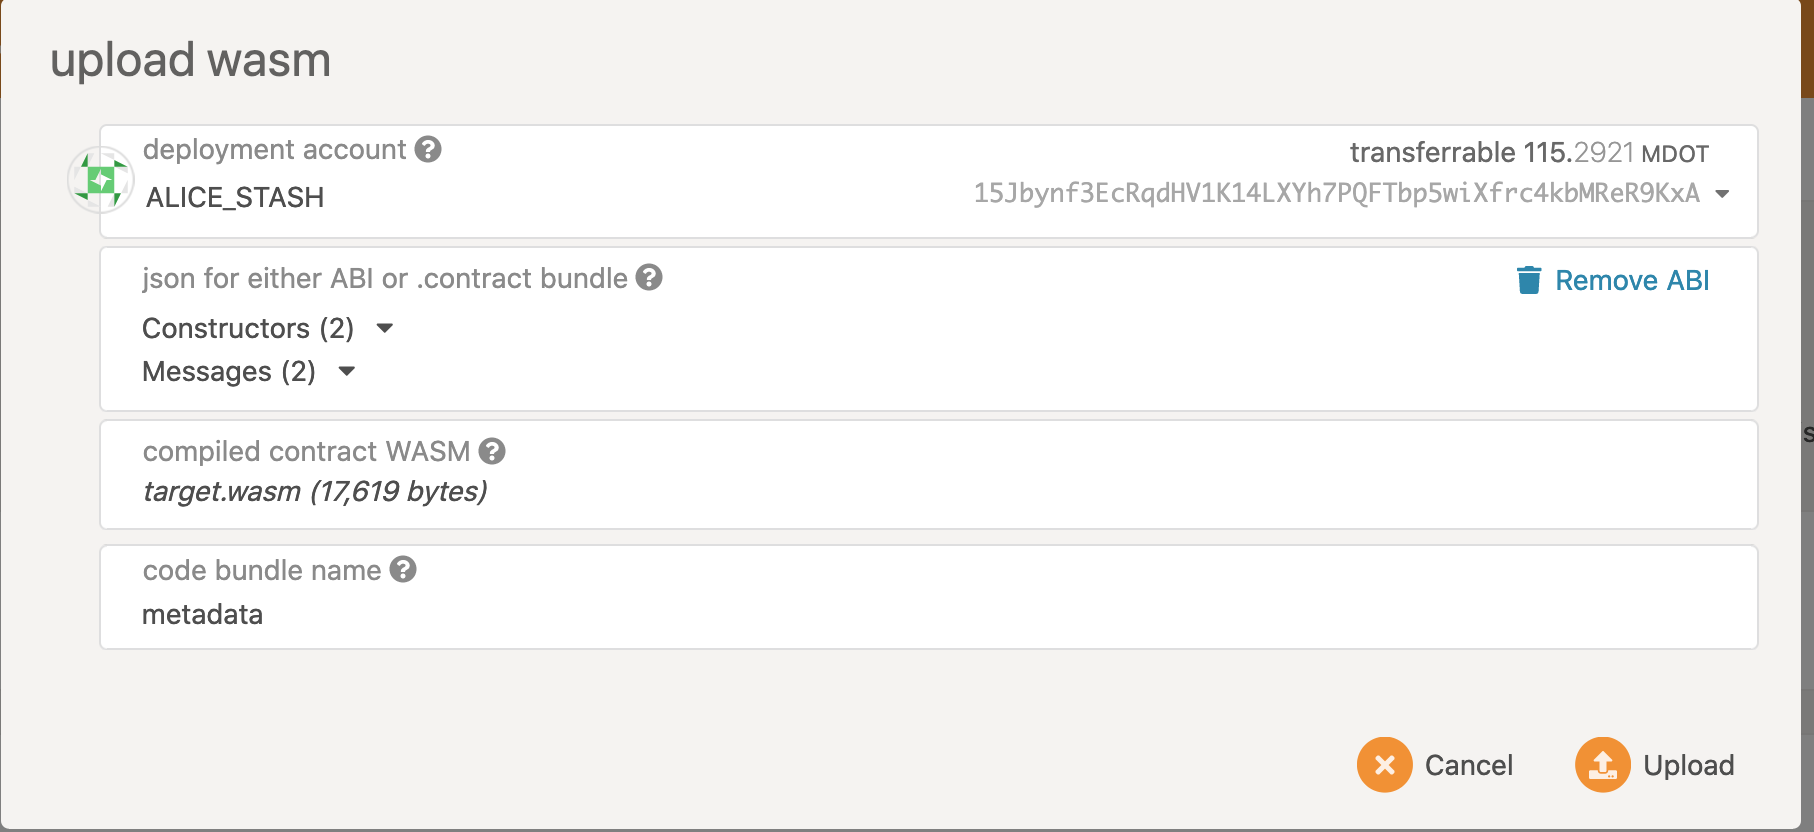 upload wasm
deployment account ?
transferrable 115.2921 MDOT
ALICE_STASH
15Jbynf3EcRqdHV1K14LXYh7PQFTbp5wiXfrc4kbMReR9KxA
json for either ABI or .contract bundle ?
Remove ABI
Constructors (2)
Messages (2)
compiled contract WASM ?
target.wasm (17,619 bytes)
code bundle name ?
metadata
Cancel
Upload
s